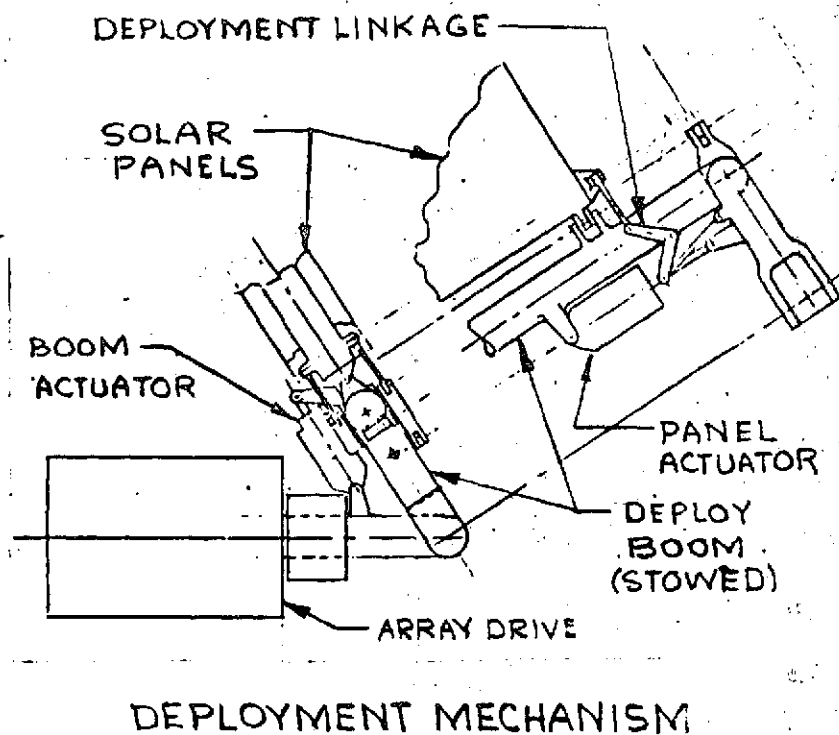 DEPLOYMENT LINKAGE
SOLAR
PANELS
BOOM
ACTUATOR
PANEL
ACTUATOR
DEPLOY
BOOM
(STOWED)
ARRAY DRIVE
DEPLOYMENT MECHANISM